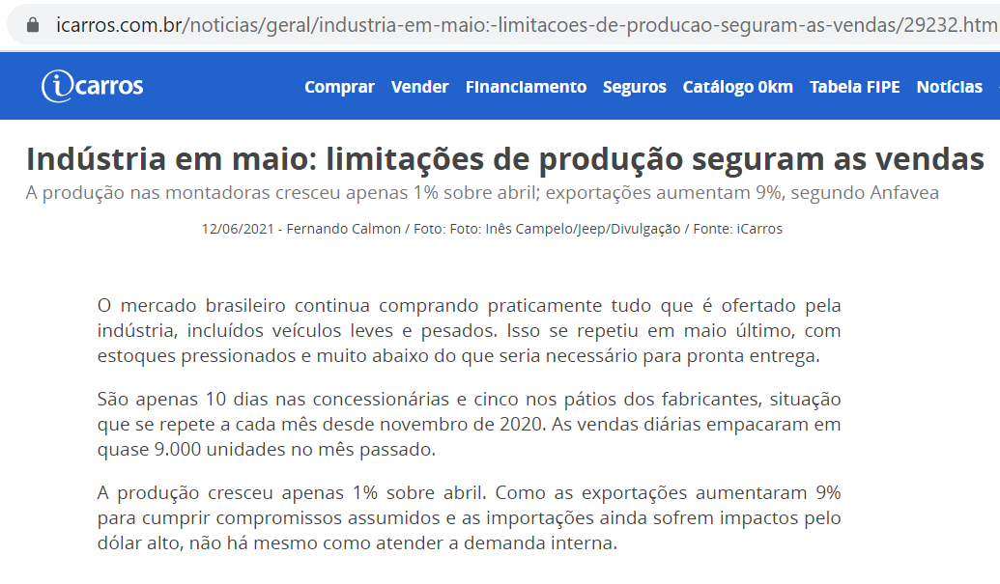 icarros.com.br/noticias/geral/industria-em-maio:-limitacoes-de-producao-seguram-as-vendas/29232.htm
icarros
Comprar Vender Financiamento Seguros Catálogo 0km Tabela FIPE Notícias
Indústria em maio: limitações de produção seguram as vendas
A produção nas montadoras cresceu apenas 1% sobre abril; exportações aumentam 9%, segundo Anfavea
12/06/2021 - Fernando Calmon / Foto: Foto: Inês Campelo/Jeep/Divulgação / Fonte: iCarros
O mercado brasileiro continua comprando praticamente tudo que é ofertado pela
indústria, incluídos veículos leves e pesados. Isso se repetiu em maio último, com
estoques pressionados e muito abaixo do que seria necessário para pronta entrega.
São apenas 10 dias nas concessionárias e cinco nos pátios dos fabricantes, situação
que se repete a cada mês desde novembro de 2020. As vendas diárias empacaram em
quase 9.000 unidades no mês passado.
A produção cresceu apenas 1% sobre abril. Como as exportações aumentaram 9%
para cumprir compromissos assumidos e as importações ainda sofrem impactos pelo
dólar alto, não há mesmo como atender a demanda interna.